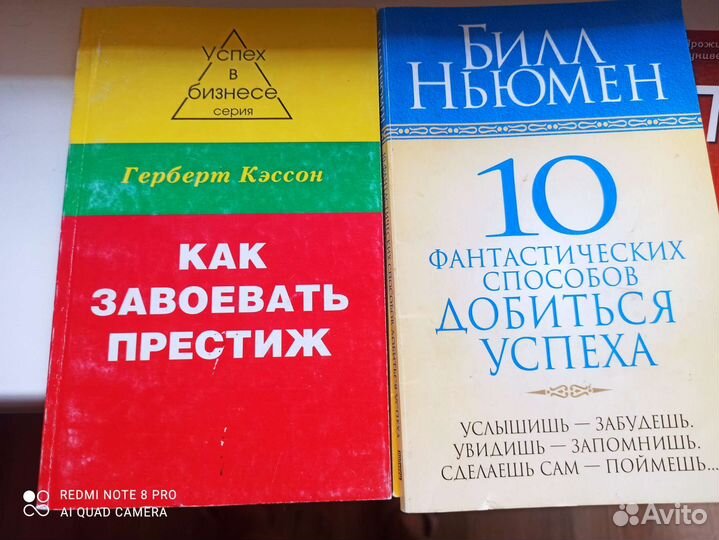 Успех
в
бизнесе
серия
Герберт Кэссон
КАК
ЗАВОЕВАТЬ
ПРЕСТИЖ
БИЛЛ
НЬЮМЕН
10
ФАНТАСТИЧЕСКИХ
СПОСОБОВ
ДОБИТЬСЯ
УСПЕХА
УСЛЫШИШЬ — ЗАБУДЕШЬ.
УВИДИШЬ — ЗАПОМНИШЬ.
СДЕЛАЕШЬ САМ — ПОЙМЕШЬ...
REDMI NOTE 8 PRO
AI QUAD CAMERA
Avito